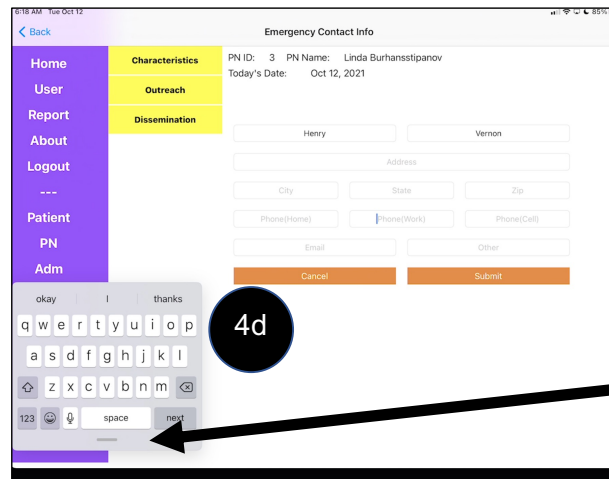 6:18 AM Tue Oct 12
85%
Back
Emergency Contact Info
Home
User
Report
About
Logout
---
Patient
PN
Adm
Characteristics
Outreach
Dissemination
PN ID: 3 PN Name: Linda Burhansstipanov
Today's Date: Oct 12, 2021
Henry Vernon
Address
City State Zip
Phone(Home) Phone(Work) Phone(Cell)
Email Other
Cancel Submit
okay I thanks
q w e r t y u i o p
a s d f g h j k l
z x c v b n m
123 space next
4d